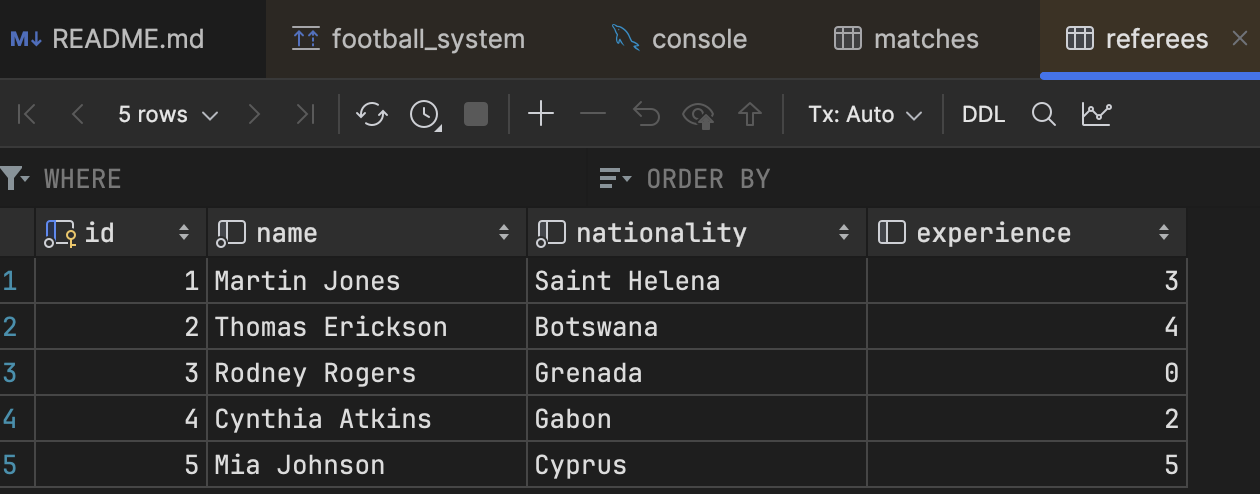 M↓ README.md football_system console matches referees ×
5 rows Tx: Auto DDL
WHERE ORDER BY
id name nationality experience
1 1 Martin Jones Saint Helena 3
2 2 Thomas Erickson Botswana 4
3 3 Rodney Rogers Grenada 0
4 4 Cynthia Atkins Gabon 2
5 5 Mia Johnson Cyprus 5